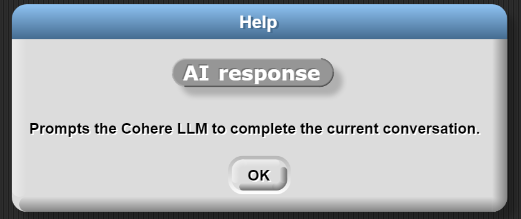 Help
AI response
Prompts the Cohere LLM to complete the current conversation.
OK